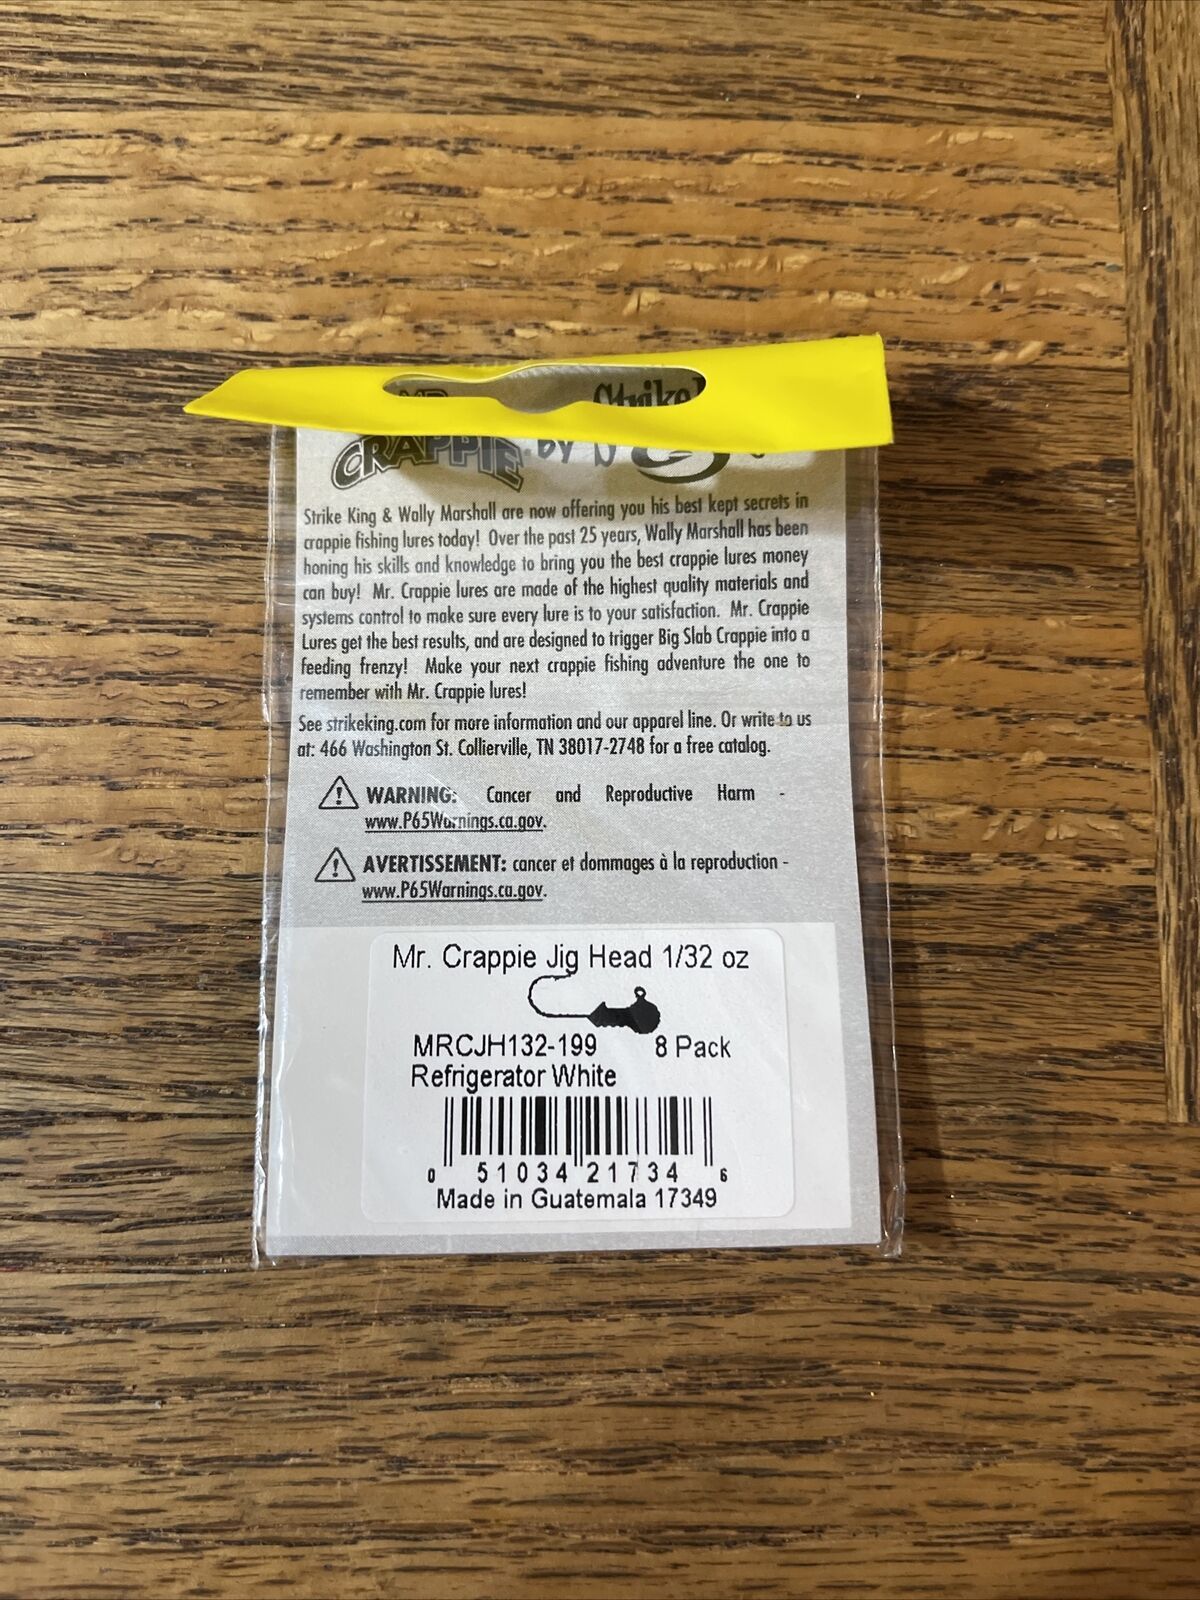 CRAPPIE by
Strike King & Wally Marshall are now offering you his best kept secrets in
crappie fishing lures today! Over the past 25 years, Wally Marshall has been
honing his skills and knowledge to bring you the best crappie lures money
can buy! Mr. Crappie lures are made of the highest quality materials and
systems control to make sure every lure is to your satisfaction. Mr. Crappie
Lures get the best results, and are designed to trigger Big Slab Crappie into a
feeding frenzy! Make your next crappie fishing adventure the one to
remember with Mr. Crappie lures!
See strikeking.com for more information and our apparel line. Or write to us
at: 466 Washington St. Collierville, TN 38017-2748 for a free catalog.
WARNING: Cancer and Reproductive Harm -
www.P65Warnings.ca.gov.
AVERTISSEMENT: cancer et dommages à la reproduction -
www.P65Warnings.ca.gov.
Mr. Crappie Jig Head 1/32 oz
MRCJH132-199 8 Pack
Refrigerator White
0 51034 21734 6
Made in Guatemala 17349